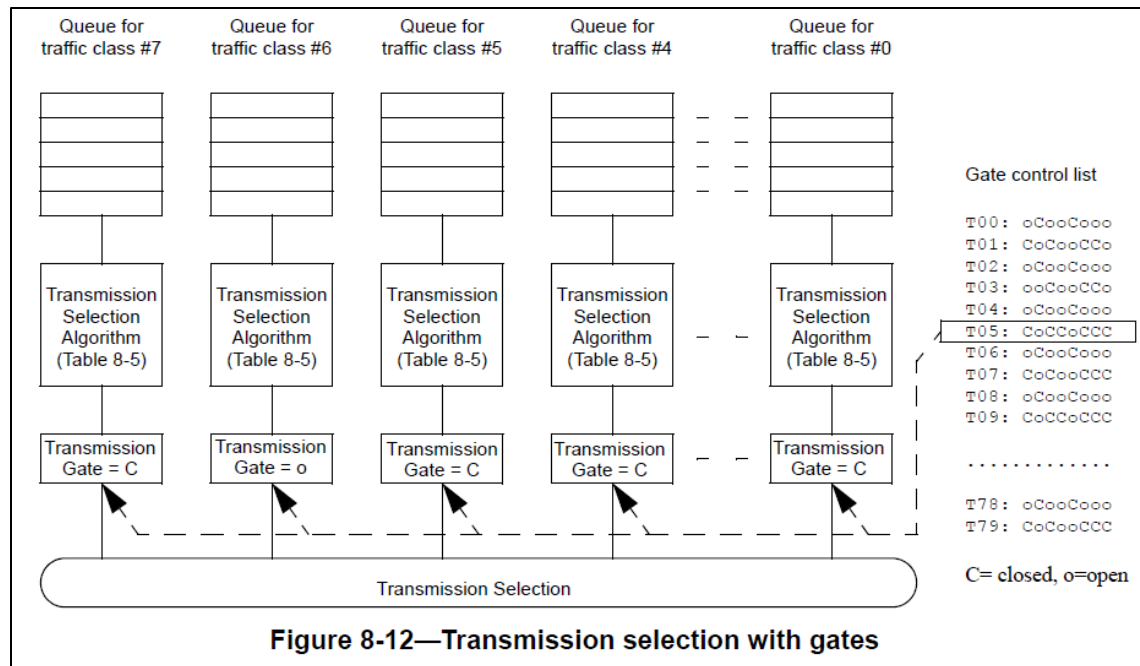 Queue for
traffic class #7
Queue for
traffic class #6
Queue for
traffic class #5
Queue for
traffic class #4
Queue for
traffic class #0
Transmission
Selection
Algorithm
(Table 8-5)
Transmission
Selection
Algorithm
(Table 8-5)
Transmission
Selection
Algorithm
(Table 8-5)
Transmission
Selection
Algorithm
(Table 8-5)
Transmission
Selection
Algorithm
(Table 8-5)
Transmission
Gate = C
Transmission
Gate = o
Transmission
Gate = C
Transmission
Gate = C
Transmission
Gate = C
Transmission Selection
Gate control list
T00: oCooCooo
T01: CoCooCCo
T02: oCooCooo
T03: ooCooCCo
T04: oCooCooo
T05: CoCCoCCC
T06: oCooCooo
T07: CoCooCCC
T08: oCooCooo
T09: CoCCoCCC
. . . . . . . . . . . . .
T78: oCooCooo
T79: CoCooCCC
C= closed, o=open
Figure 8-12—Transmission selection with gates